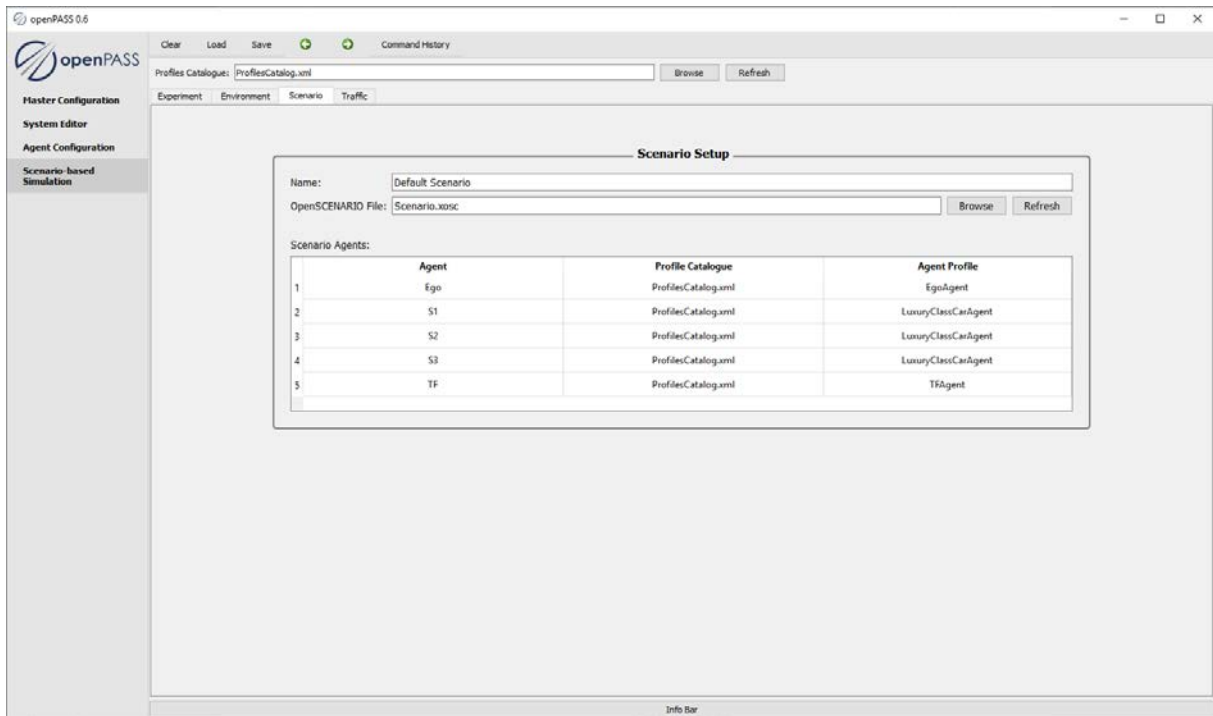 openPASS 0.6
openPASS
Master Configuration
System Editor
Agent Configuration
Scenario-based
Simulation
Clear Load Save Command History
Profiles Catalogue: ProfilesCatalog.xml Browse Refresh
Experiment Environment Scenario Traffic
Scenario Setup
Name: Default Scenario
OpenSCENARIO File: Scenario.xosc Browse Refresh
Scenario Agents:
Agent Profile Catalogue Agent Profile
1 Ego ProfilesCatalog.xml EgoAgent
2 S1 ProfilesCatalog.xml LuxuryClassCarAgent
3 S2 ProfilesCatalog.xml LuxuryClassCarAgent
4 S3 ProfilesCatalog.xml LuxuryClassCarAgent
5 TF ProfilesCatalog.xml TFAgent
Info Bar